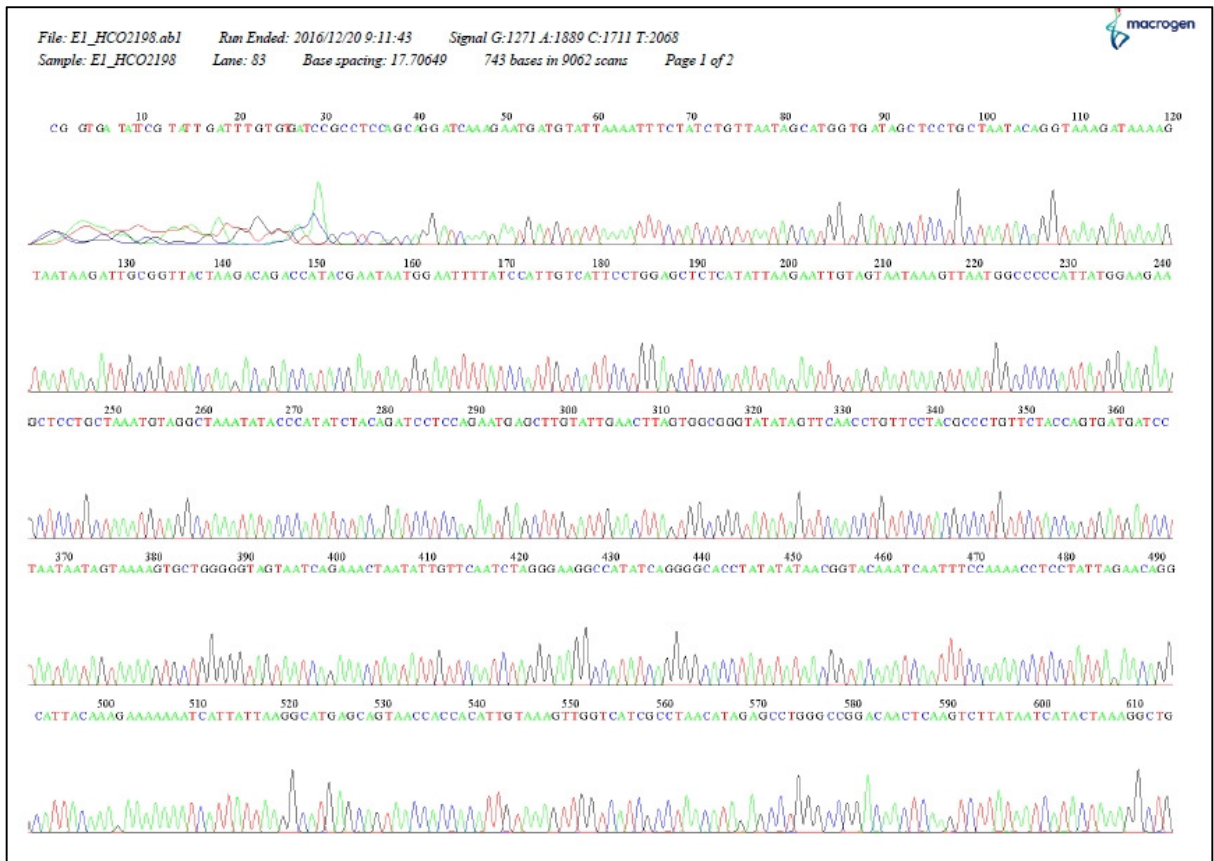 macrogen
File: E1_HCO2198.ab1 Run Ended: 2016/12/20 9:11:43 Signal G:1271 A:1889 C:1711 T:2068
Sample: E1_HCO2198 Lane: 83 Base spacing: 17.70649 743 bases in 9062 scans Page 1 of 2
10 20 30 40 50 60 70 80 90 100 110 120
CG GTGA TATCG TATTGATTTGTGTGATCCGCCTCCAGCAGGATCAAAGAATGATGTATTAAAATTTCTATCTGTTAATAGCATGGTGATAGCTCCTGCTAATACAGGTAAAGATAAAAG
130 140 150 160 170 180 190 200 210 220 230 240
TAATAAGATTGCGGTTACTAAGACAGACCATACGAATAATGGAATTTTATCCATTGTCATTCCTGGAGCTCTCATATTAAGAATTGTAGTAATAAAGTTAATGGCCCCCATTATGGAAGAA
250 260 270 280 290 300 310 320 330 340 350 360
GCTCCTGCTAAATGTAGGCTAAATATACCCATATCTACAGATCCTCCAGAATGAGCTTGTATTGAACTTAGTGGCGGGTATATAGTTCAACCTGTTCCTACGCCCTGTTCTACCAGTGATGATCC
370 380 390 400 410 420 430 440 450 460 470 480 490
TAATAATAGTAAAAGTGCTGGGGGTAGTAATCAGAAACTAATATTGTTCAATCTAGGGAAGGCCATATCAGGGGCACCTATATATAACGGTACAAATCAATTTCCAAAACCTCCTATTAGAACAGG
500 510 520 530 540 550 560 570 580 590 600 610
CATTACAAAGAAAAAAATCATTATTAAGGCATGAGCAGTAACCACCACATTGTAAAGTTGGTCATCGCCTAACATAGAGCCTGGGCCGGACAACTCAAGTCTTATAATCATACTAAAGGCTG